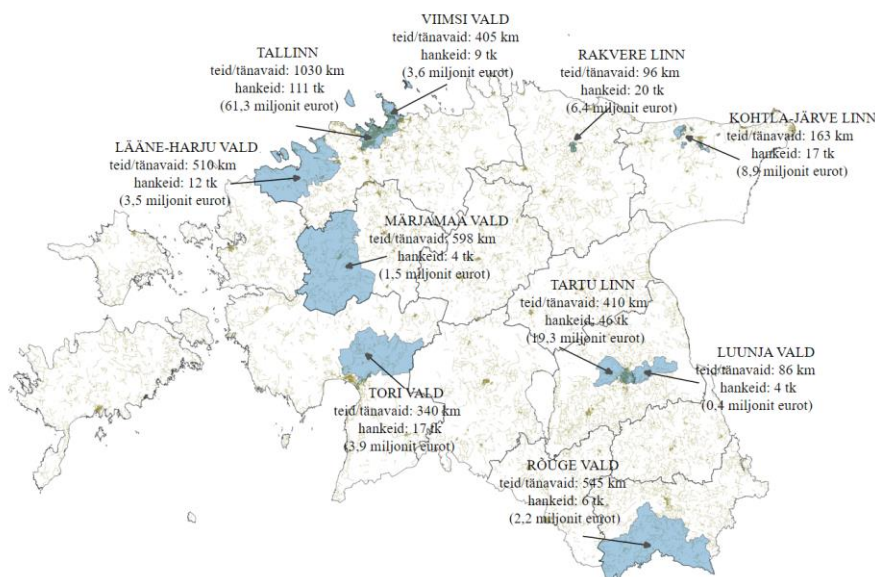 VIIMSI VALD
teid/tänavaid: 405 km
hankeid: 9 tk
(3,6 miljonit eurot)
TALLINN
teid/tänavaid: 1030 km
hankeid: 111 tk
(61,3 miljonit eurot)
RAKVERE LINN
teid/tänavaid: 96 km
hankeid: 20 tk
(6,4 miljonit eurot)
KOHTLA-JÄRVE LINN
teid/tänavaid: 163 km
hankeid: 17 tk
(8,9 miljonit eurot)
LÄÄNE-HARJU VALD
teid/tänavaid: 510 km
hankeid: 12 tk
(3,5 miljonit eurot)
MÄRJAMAA VALD
teid/tänavaid: 598 km
hankeid: 4 tk
(1,5 miljonit eurot)
TARTU LINN
teid/tänavaid: 410 km
hankeid: 46 tk
(19,3 miljonit eurot)
LUUNJA VALD
teid/tänavaid: 86 km
hankeid: 4 tk
(0,4 miljonit eurot)
TORI VALD
teid/tänavaid: 340 km
hankeid: 17 tk
(3,9 miljonit eurot)
RÕUGE VALD
teid/tänavaid: 545 km
hankeid: 6 tk
(2,2 miljonit eurot)